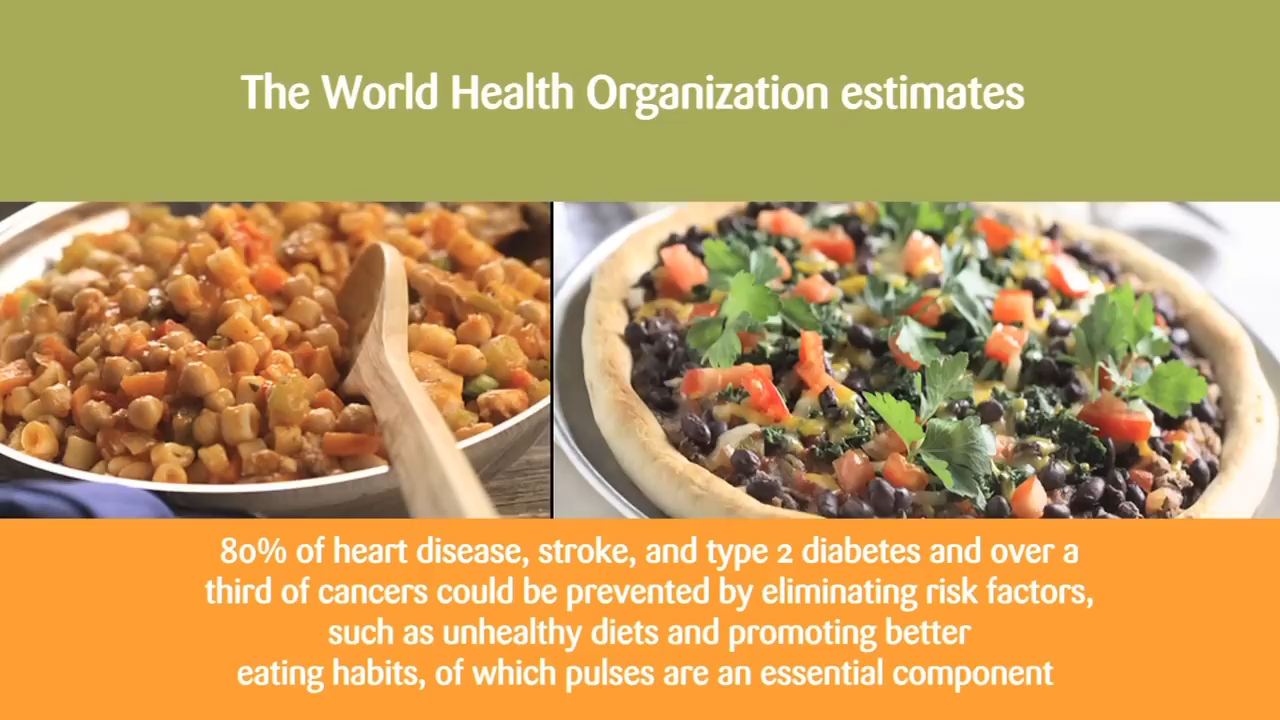 The World Health Organization estimates
80% of heart disease, stroke, and type 2 diabetes and over a
third of cancers could be prevented by eliminating risk factors,
such as unhealthy diets and promoting better
eating habits, of which pulses are an essential component